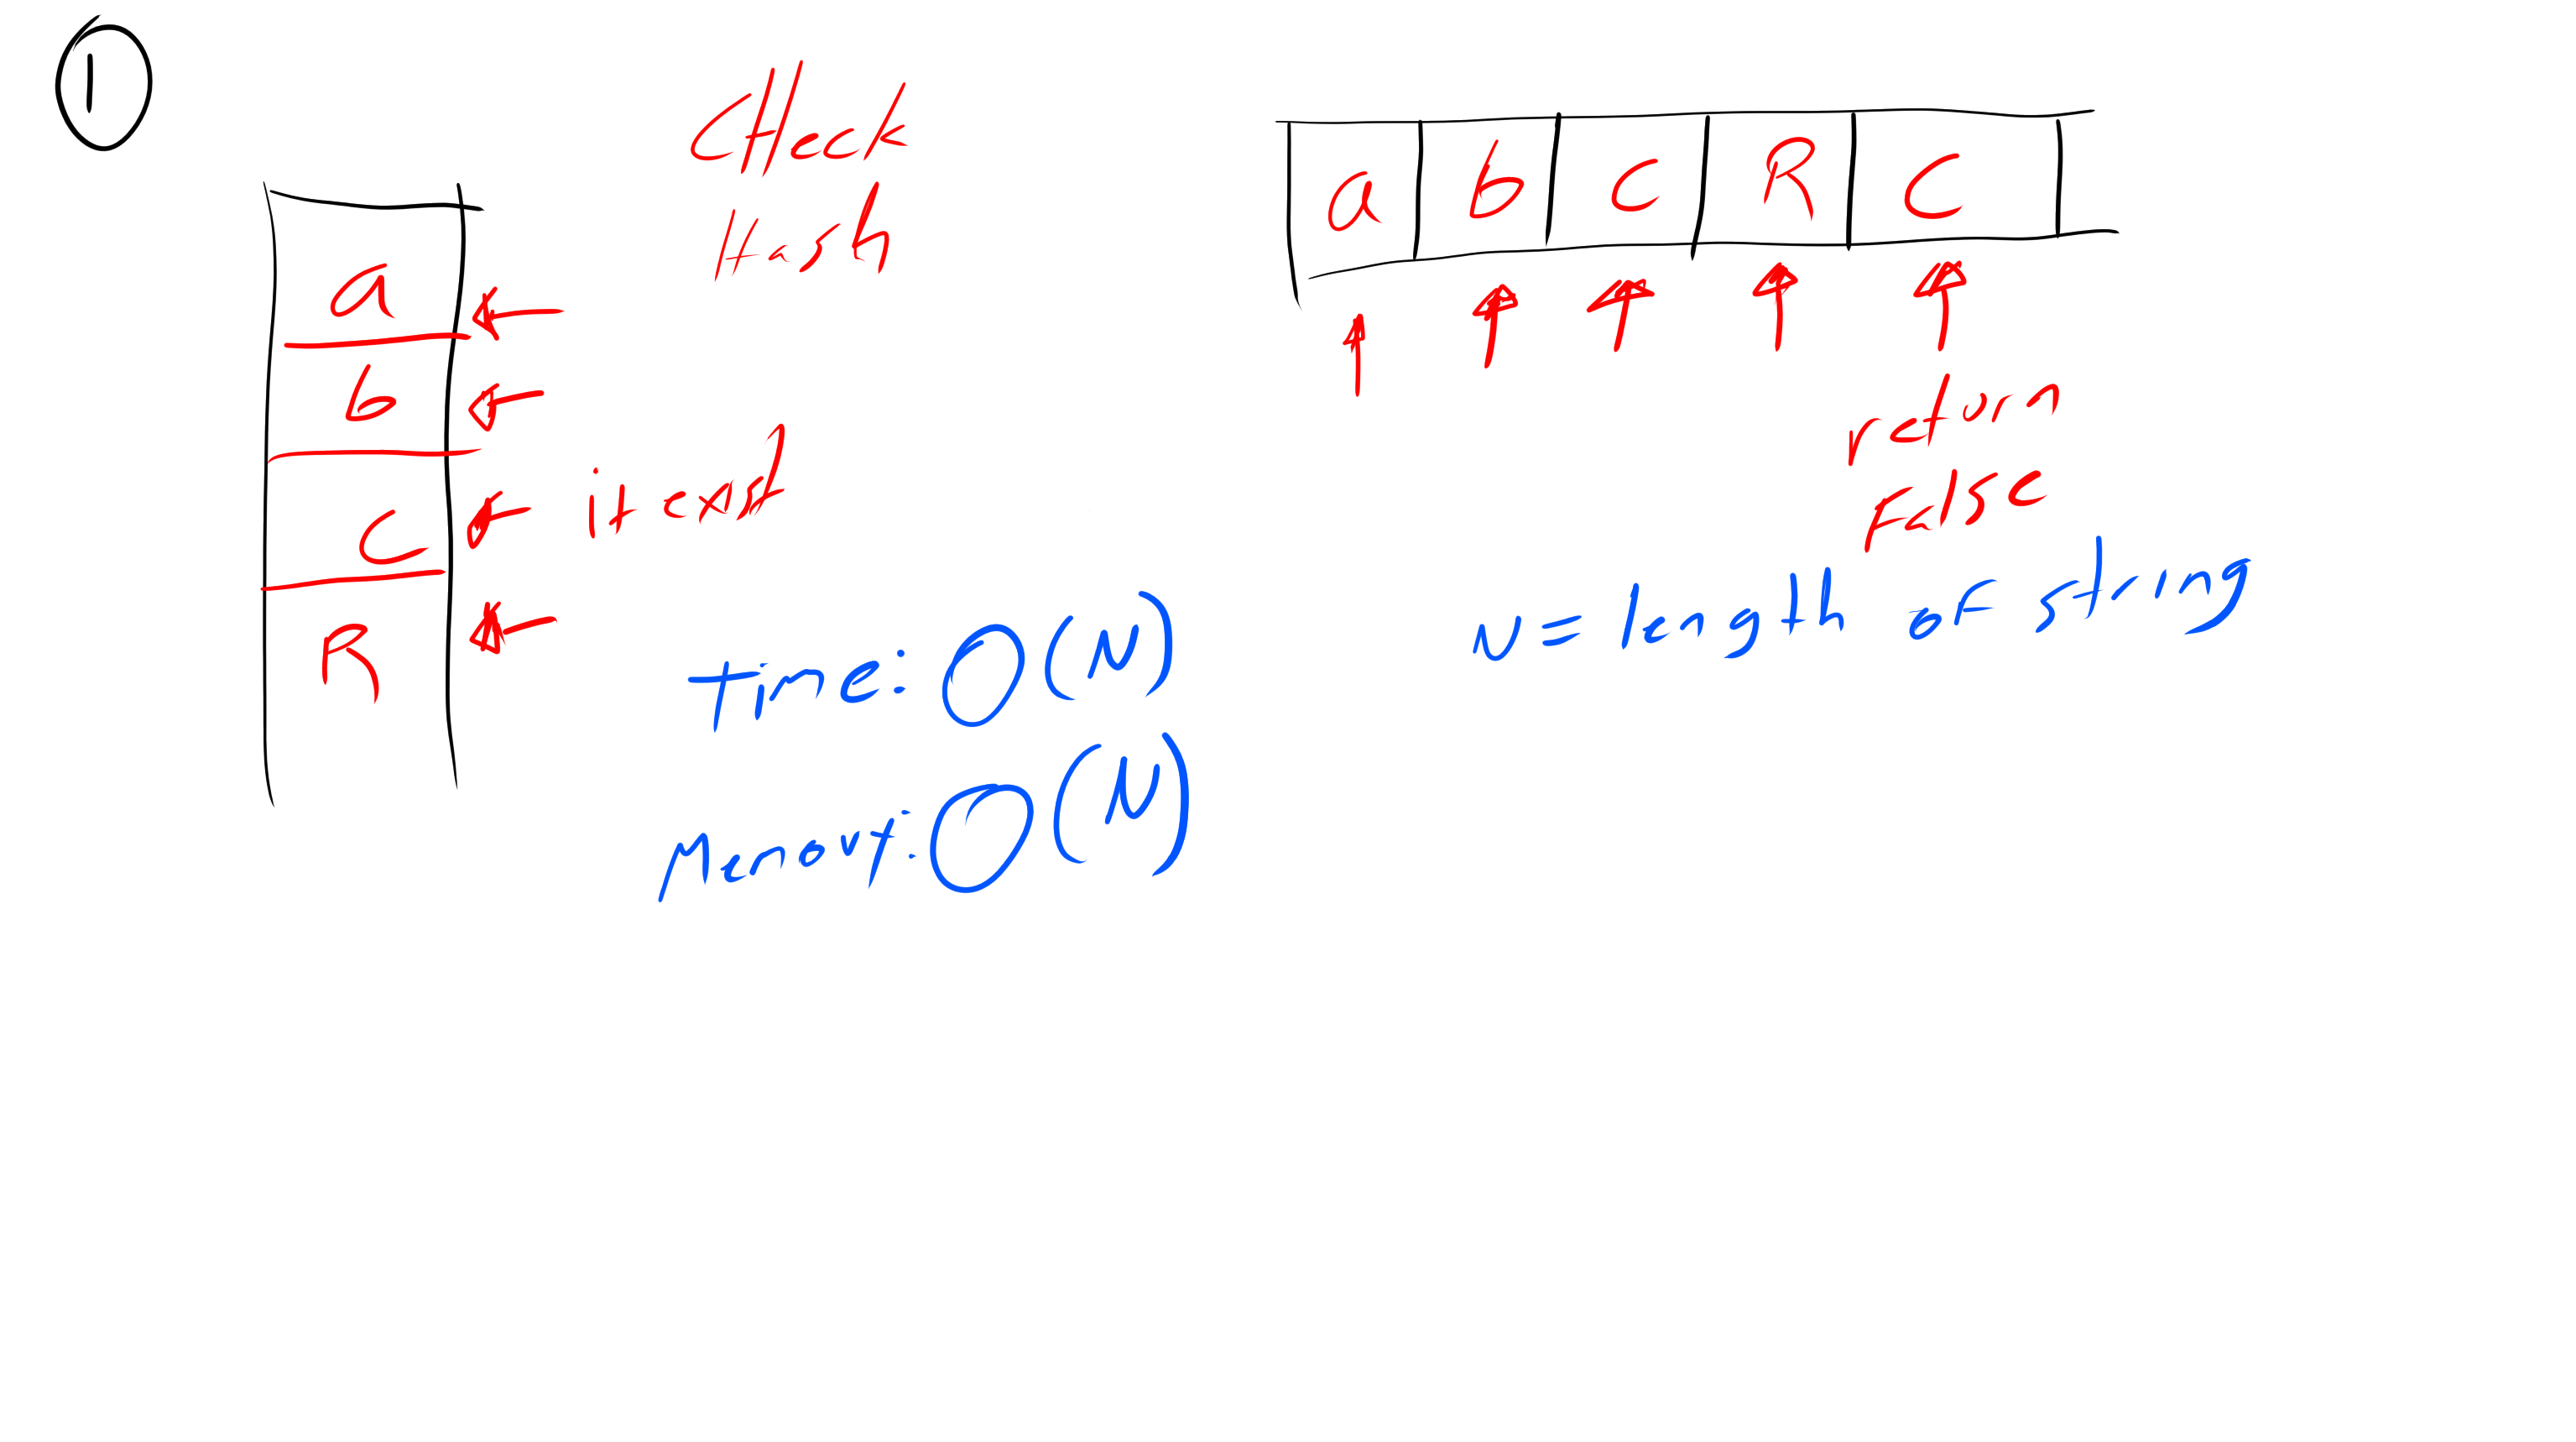 1
CHeck
Hash
a
b
c
R
it exist
a b c R c
return
False
N = length of string
Time: O(N)
Memory: O(N)